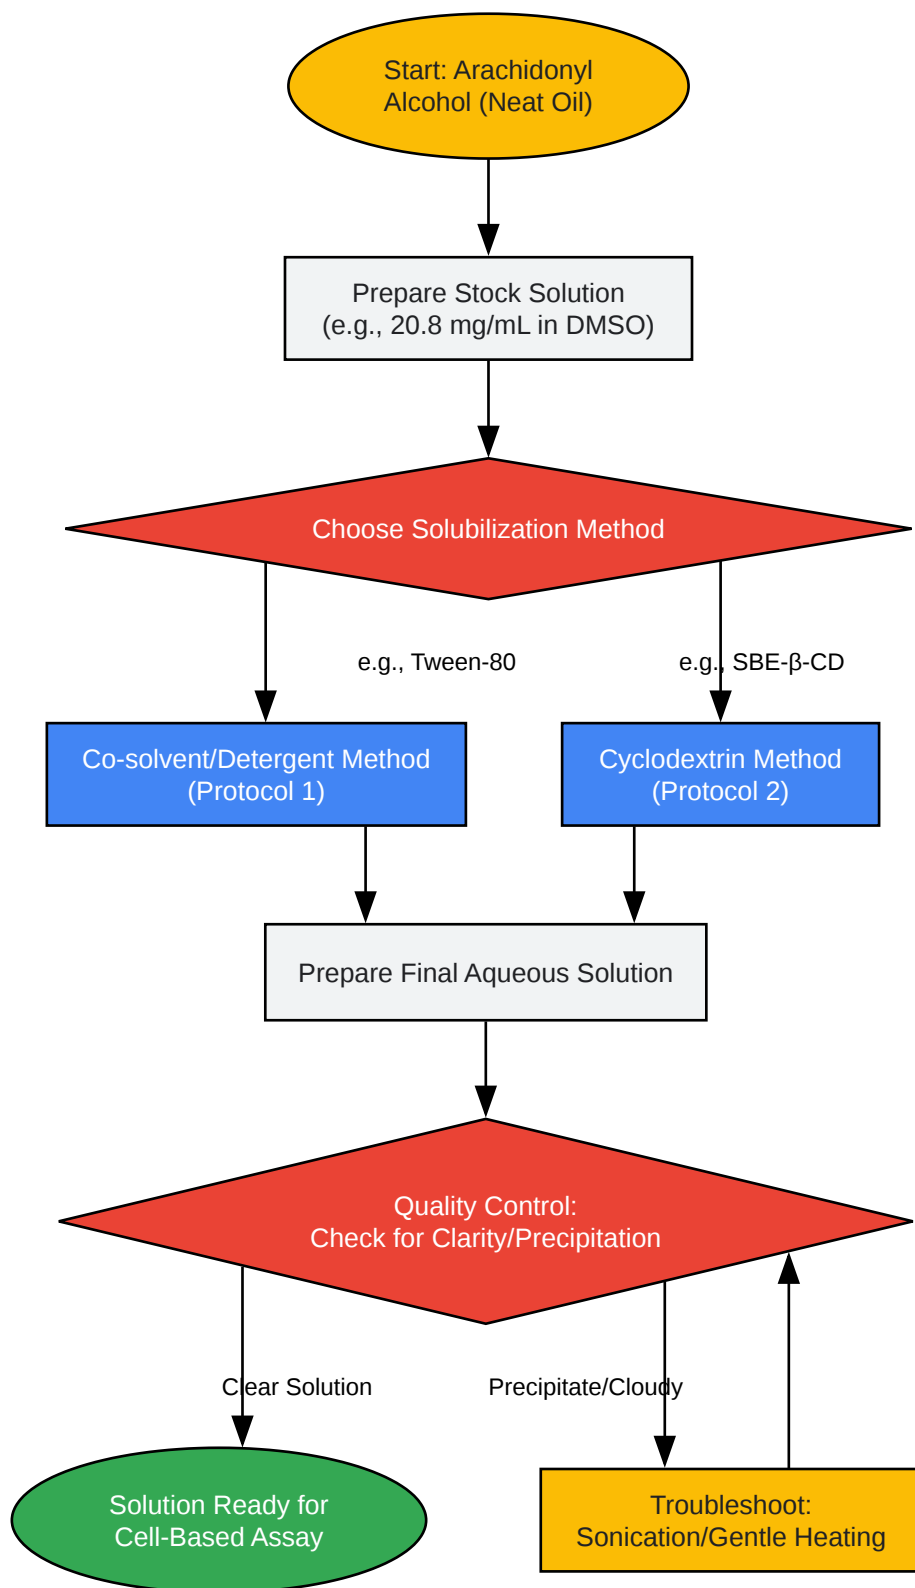 Start: Arachidonyl
Alcohol (Neat Oil)
Prepare Stock Solution
(e.g., 20.8 mg/mL in DMSO)
Choose Solubilization Method
e.g., Tween-80
e.g., SBE-β-CD
Co-solvent/Detergent Method
(Protocol 1)
Cyclodextrin Method
(Protocol 2)
Prepare Final Aqueous Solution
Quality Control:
Check for Clarity/Precipitation
Clear Solution
Precipitate/Cloudy
Solution Ready for
Cell-Based Assay
Troubleshoot:
Sonication/Gentle Heating